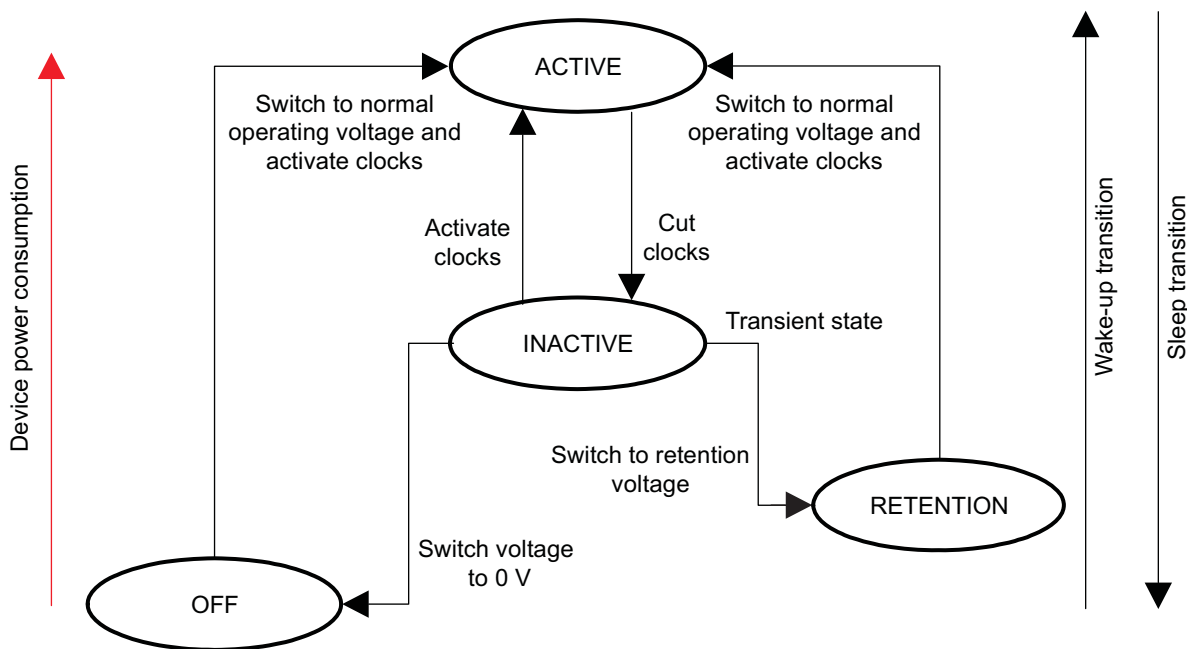 ACTIVE
Switch to normal
operating voltage and
activate clocks
Switch to normal
operating voltage and
activate clocks
Device power consumption
Wake-up transition
Sleep transition
Activate
clocks
Cut
clocks
Transient state
INACTIVE
Switch to retention
voltage
RETENTION
Switch voltage
to 0 V
OFF